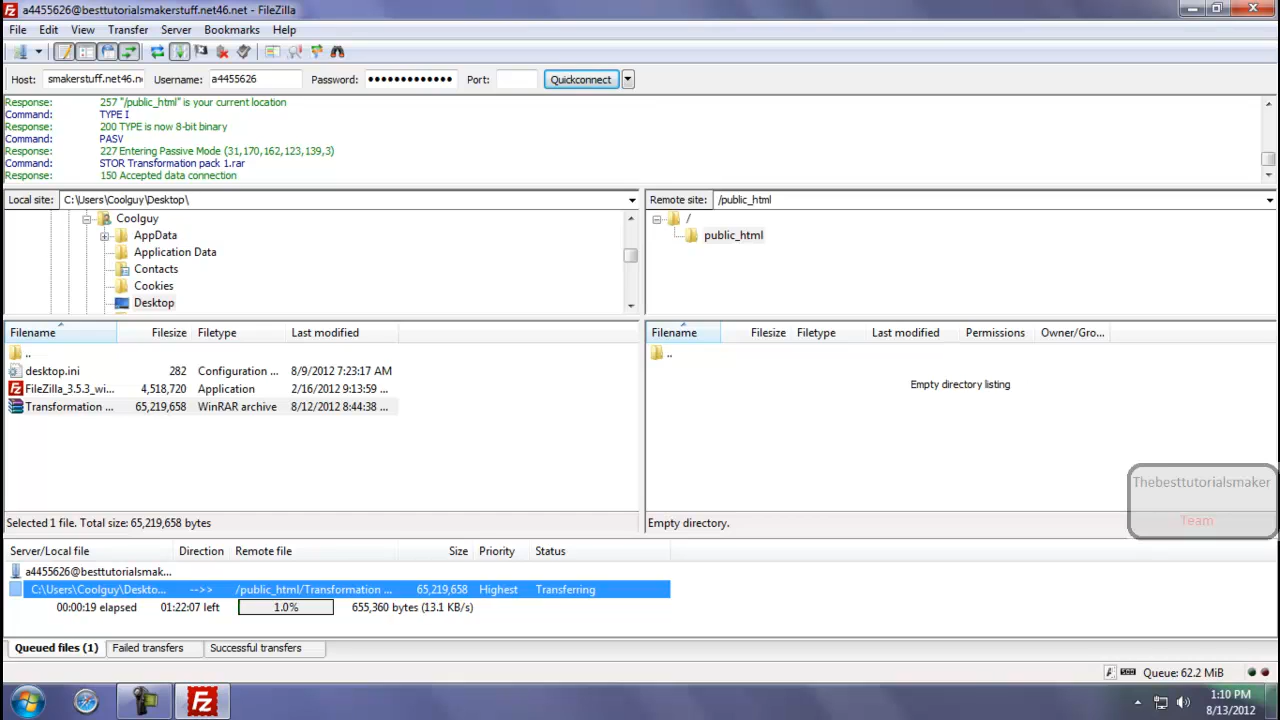 a4455626@besttutorialsmakerstuff.net46.net - FileZilla
File Edit View Transfer Server Bookmarks Help
Host: smakerstuff.net46.n Username: a4455626 Password: ●●●●●●●●●●●●● Port: Quickconnect
Response: 257 "/public_html" is your current location
Command: TYPE I
Response: 200 TYPE is now 8-bit binary
Command: PASV
Response: 227 Entering Passive Mode (31,170,162,123,139,3)
Command: STOR Transformation pack 1.rar
Response: 150 Accepted data connection
Local site: C:\Users\Coolguy\Desktop\
Coolguy
AppData
Application Data
Contacts
Cookies
Desktop
Remote site: /public_html
/
public_html
Filename Filesize Filetype Last modified
..
desktop.ini 282 Configuration ... 8/9/2012 7:23:17 AM
FileZilla_3.5.3_wi... 4,518,720 Application 2/16/2012 9:13:59 ...
Transformation ... 65,219,658 WinRAR archive 8/12/2012 8:44:38 ...
Selected 1 file. Total size: 65,219,658 bytes
Filename Filesize Filetype Last modified Permissions Owner/Gro...
..
Empty directory listing
Empty directory.
Thebesttutorialsmaker
Team
Server/Local file Direction Remote file Size Priority Status
a4455626@besttutorialsmak...
C:\Users\Coolguy\Deskto... -->> /public_html/Transformation ... 65,219,658 Highest Transferring
00:00:19 elapsed 01:22:07 left 1.0% 655,360 bytes (13.1 KB/s)
Queued files (1) Failed transfers Successful transfers
Queue: 62.2 MiB
1:10 PM
8/13/2012